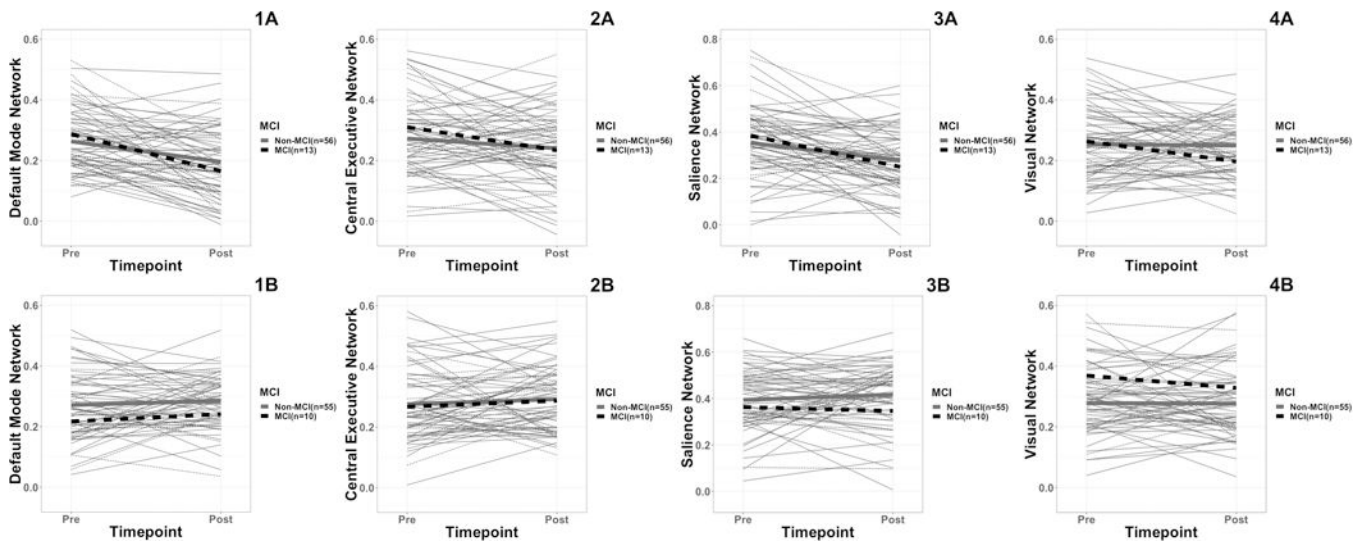 1A
Default Mode Network
0.6
0.4
0.2
0.0
Pre
Post
Timepoint
MCI
Non-MCI(n=56)
MCI(n=13)
2A
Central Executive Network
0.6
0.4
0.2
0.0
Pre
Post
Timepoint
MCI
Non-MCI(n=56)
MCI(n=13)
3A
Salience Network
0.8
0.6
0.4
0.2
0.0
Pre
Post
Timepoint
MCI
Non-MCI(n=56)
MCI(n=13)
4A
Visual Network
0.6
0.4
0.2
0.0
Pre
Post
Timepoint
MCI
Non-MCI(n=56)
MCI(n=13)
1B
Default Mode Network
0.6
0.4
0.2
0.0
Pre
Post
Timepoint
MCI
Non-MCI(n=55)
MCI(n=10)
2B
Central Executive Network
0.6
0.4
0.2
0.0
Pre
Post
Timepoint
MCI
Non-MCI(n=55)
MCI(n=10)
3B
Salience Network
0.8
0.6
0.4
0.2
0.0
Pre
Post
Timepoint
MCI
Non-MCI(n=55)
MCI(n=10)
4B
Visual Network
0.6
0.4
0.2
0.0
Pre
Post
Timepoint
MCI
Non-MCI(n=55)
MCI(n=10)